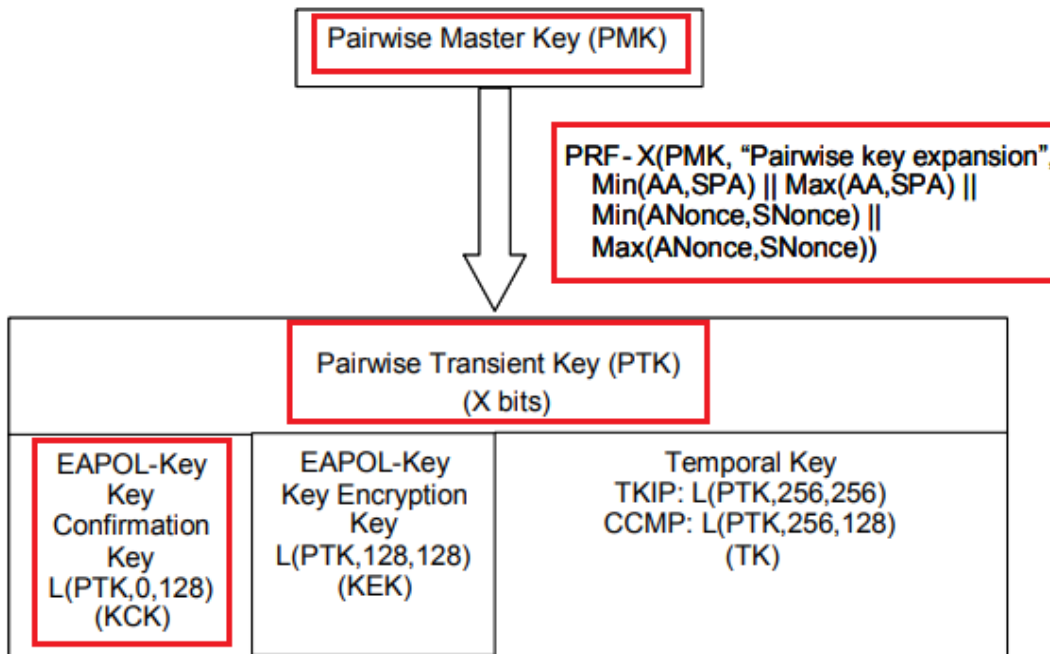 Pairwise Master Key (PMK)
PRF - X(PMK, “Pairwise key expansion”,
Min(AA,SPA) || Max(AA,SPA) ||
Min(ANonce,SNonce) ||
Max(ANonce,SNonce))
Pairwise Transient Key (PTK)
(X bits)
EAPOL-Key
Key
Confirmation
Key
L(PTK,0,128)
(KCK)
EAPOL-Key
Key Encryption
Key
L(PTK,128,128)
(KEK)
Temporal Key
TKIP: L(PTK,256,256)
CCMP: L(PTK,256,128)
(TK)